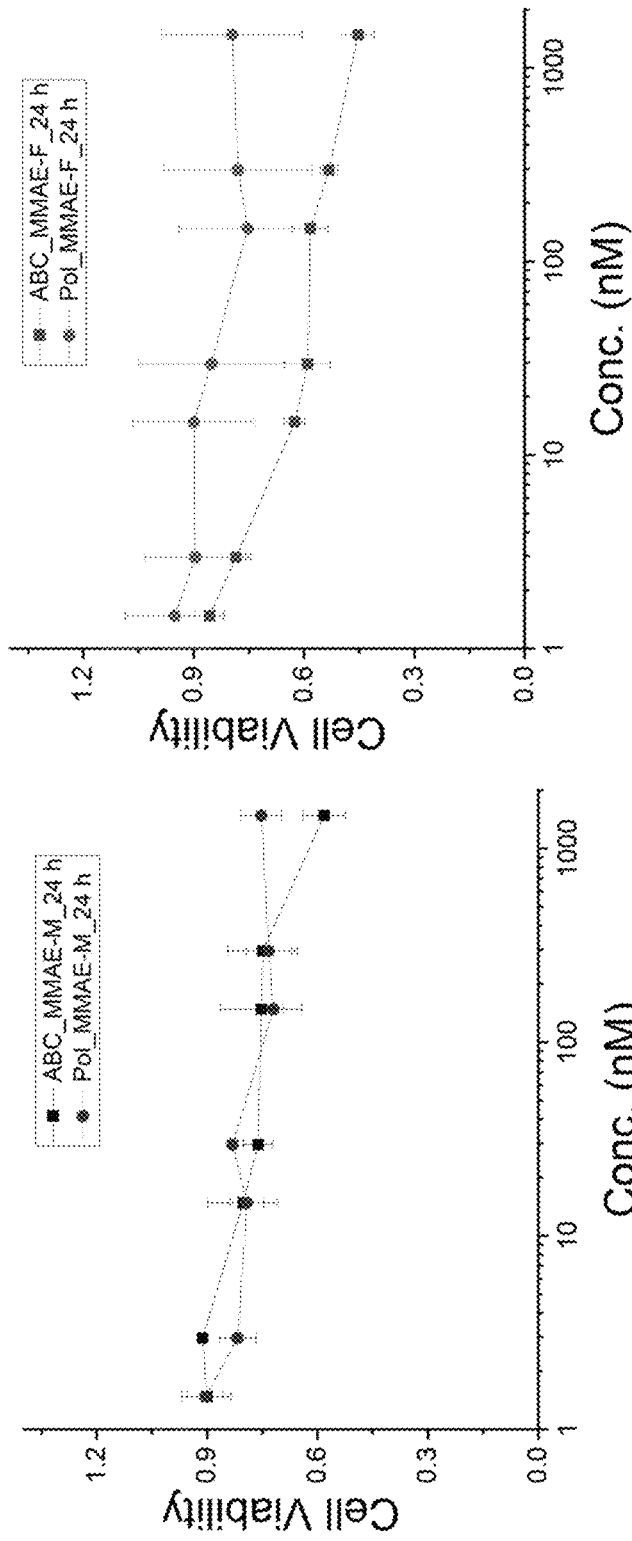 ABC_MMAE-M_24 h
Pol_MMAE-M_24 h
Cell Viability
1.2
0.9
0.6
0.3
0.0
1
10
100
1000
Conc. (nM)
ABC_MMAE-F_24 h
Pol_MMAE-F_24 h
Cell Viability
1.2
0.9
0.6
0.3
0.0
1
10
100
1000
Conc. (nM)